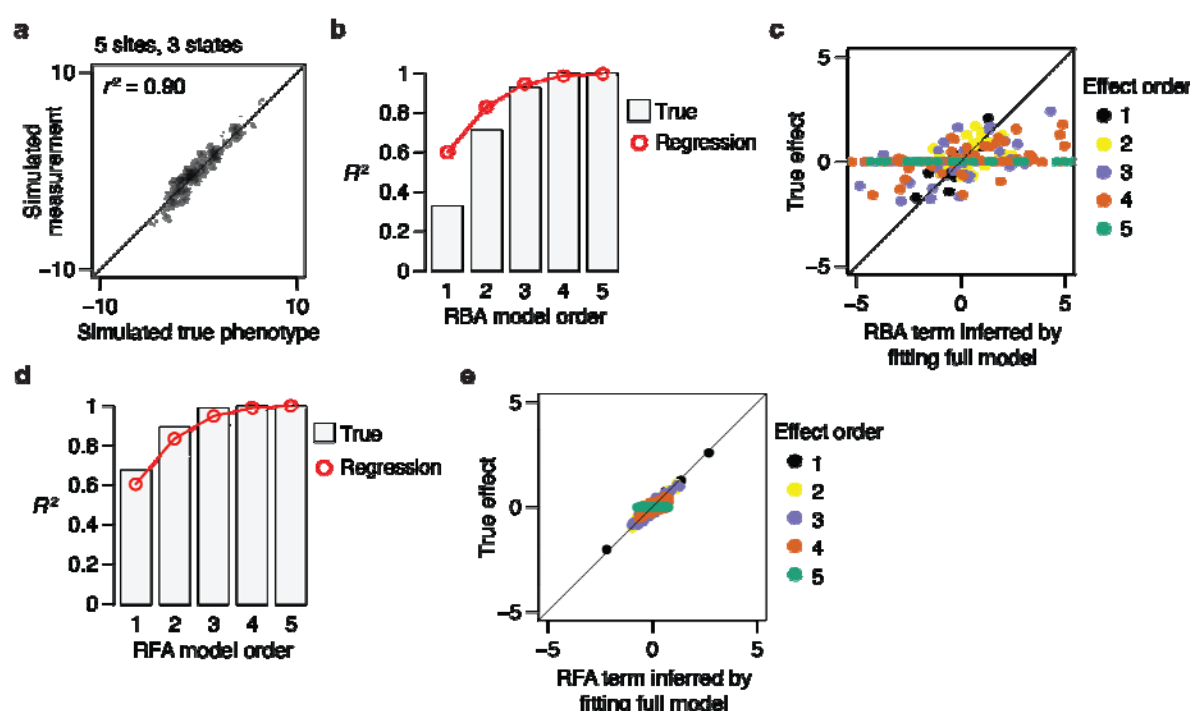 a
5 sites, 3 states
r² = 0.90
10
−10
Simulated
measurement
−10
10
Simulated true phenotype
b
1
0.8
0.6
0.4
0.2
0
R²
1 2 3 4 5
RBA model order
True
Regression
c
5
0
−5
True effect
−5 0 5
RBA term inferred by
fitting full model
Effect order
1
2
3
4
5
d
1
0.8
0.6
0.4
0.2
0
R²
1 2 3 4 5
RFA model order
True
Regression
e
5
0
−5
True effect
−5 0 5
RFA term inferred by
fitting full model
Effect order
1
2
3
4
5